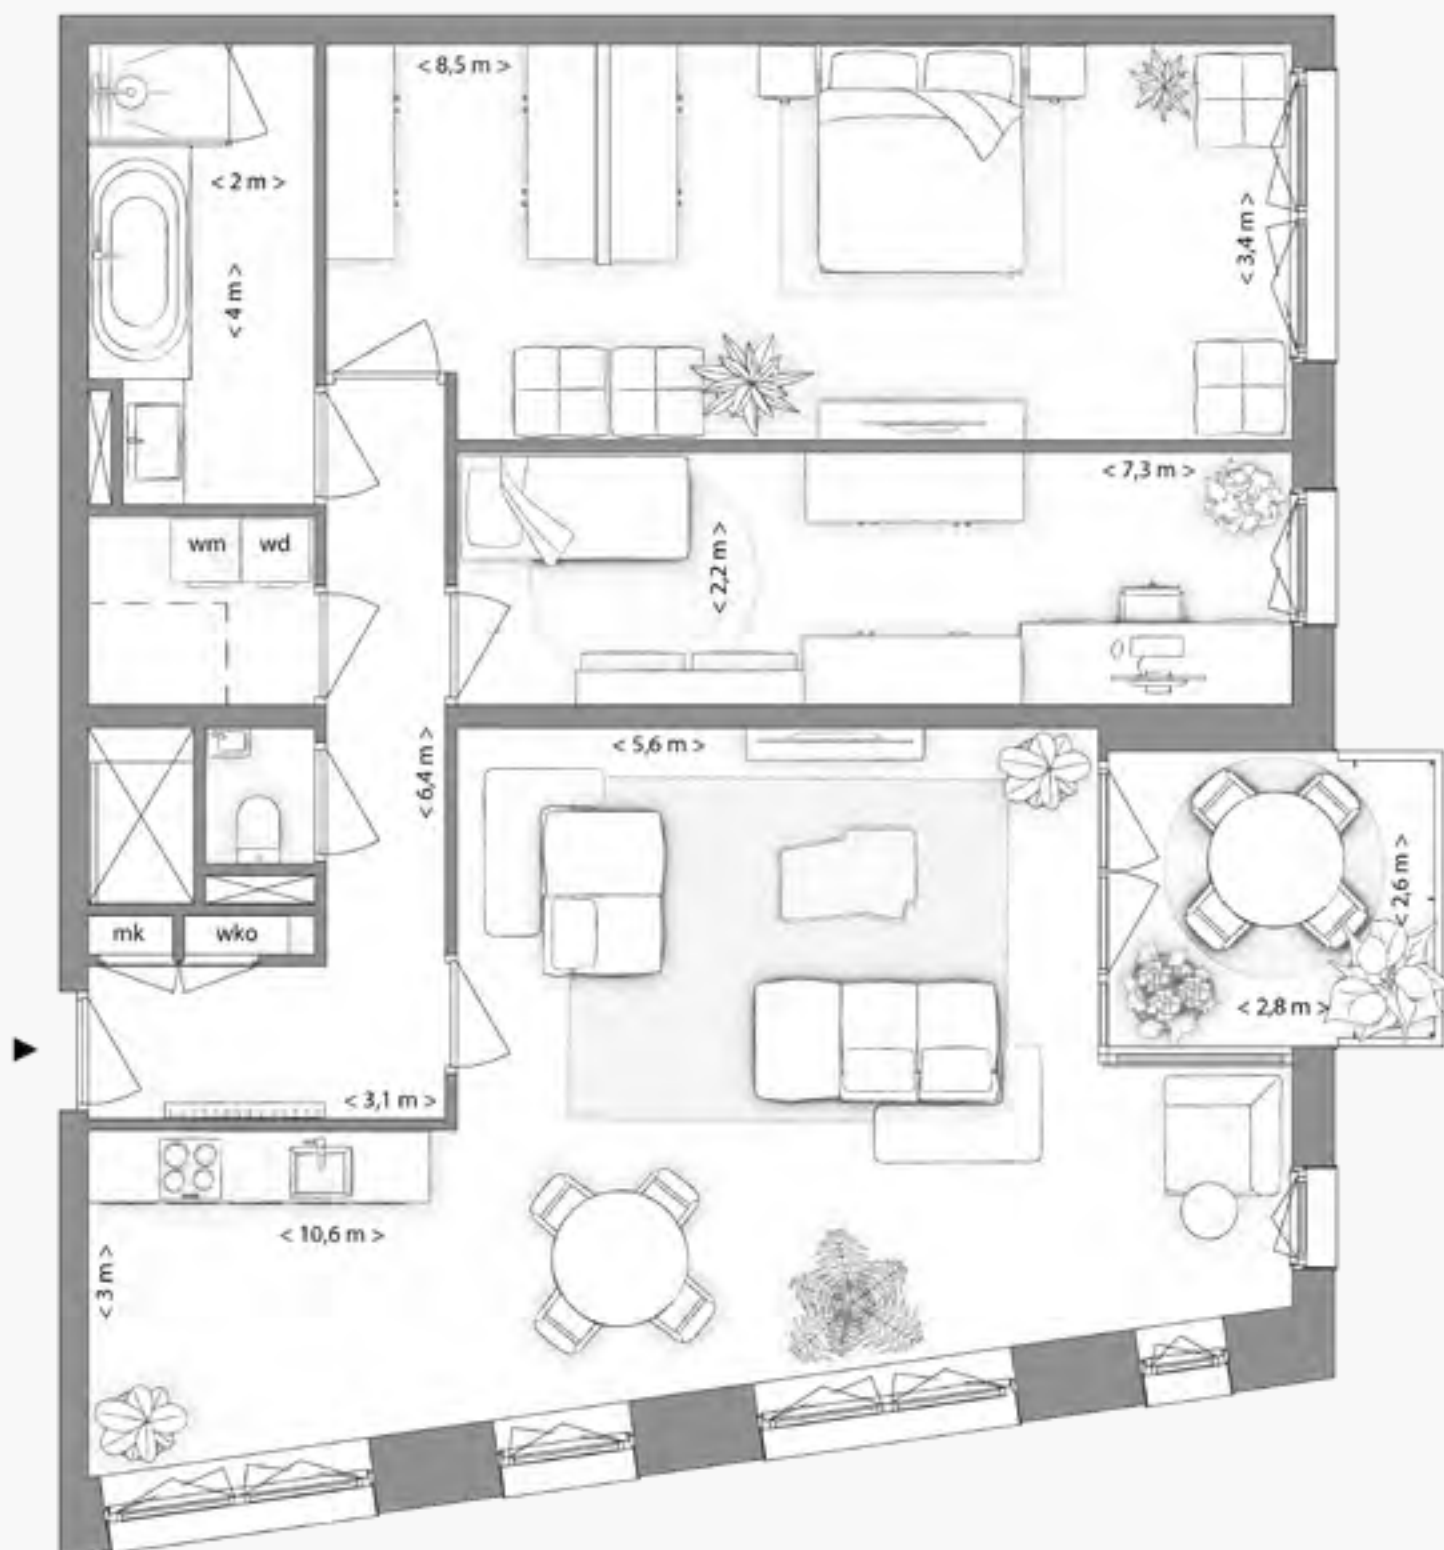 < 8,5 m >
< 2 m >
< 3,4 m >
< 4 m >
< 7,3 m >
wm
wd
< 2,2 m >
< 5,6 m >
< 6,4 m >
< 2,6 m >
mk
wko
< 2,8 m >
< 3,1 m >
< 10,6 m >
< 3 m >